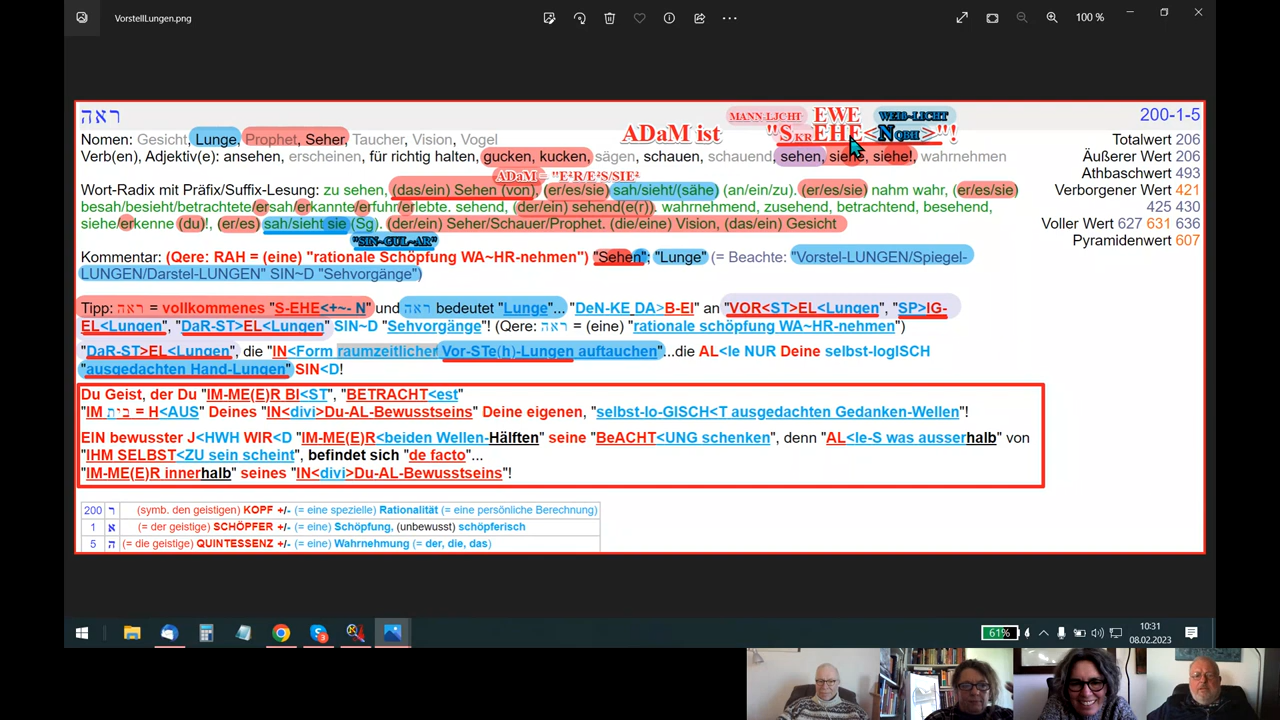 VorstellLungen.png
100 %
ראה
200-1-5
MANN-LJCHT EWE WEIB-LICHT
ADaM ist "SKREHE<NQBH>"!
Nomen: Gesicht, Lunge, Prophet, Seher, Taucher, Vision, Vogel
Totalwert 206
Verb(en), Adjektiv(e): ansehen, erscheinen, für richtig halten, gucken, kucken, sägen, schauen, schauend, sehen, siehe, siehe!, wahrnehmen
Äußerer Wert 206
Athbaschwert 493
ADaM = "E²R/E²S/SIE²
Wort-Radix mit Präfix/Suffix-Lesung: zu sehen, (das/ein) Sehen (von), (er/es/sie) sah/sieht/(sähe) (an/ein/zu). (er/es/sie) nahm wahr, (er/es/sie)
Verborgener Wert 421
besah/besieht/betrachtete/ersah/erkannte/erfuhr/erlebte. sehend, (der/ein) sehend(e(r)). wahrnehmend, zusehend, betrachtend, besehend,
425 430
siehe/erkenne (du)!, (er/es) sah/sieht sie (Sg). (der/ein) Seher/Schauer/Prophet. (die/eine) Vision, (das/ein) Gesicht
Voller Wert 627 631 636
"SIN~GUL~AR"
Pyramidenwert 607
Kommentar: (Qere: RAH = (eine) "rationale Schöpfung WA~HR-nehmen") "Sehen"; "Lunge" (= Beachte: "Vorstel-LUNGEN/Spiegel-
LUNGEN/Darstel-LUNGEN" SIN~D "Sehvorgänge")
Tipp: ראה = vollkommenes "S-EHE<+~- N" und ראה bedeutet "Lunge"... "DeN-KE DA>B-EI" an "VOR<ST>EL<Lungen", "SP>IG-
EL<Lungen", "DaR-ST>EL<Lungen" SIN~D "Sehvorgänge"! (Qere: ראה = (eine) "rationale schöpfung WA~HR-nehmen")
"DaR-ST>EL<Lungen", die "IN<Form raumzeitlicher Vor-STe(h)-Lungen auftauchen"...die AL<le NUR Deine selbst-logISCH
"ausgedachten Hand-Lungen" SIN<D!
Du Geist, der Du "IM-ME(E)R BI<ST", "BETRACHT<est"
"IM בית = H<AUS" Deines "IN<divi>Du-AL-Bewusstseins" Deine eigenen, "selbst-lo-GISCH<T ausgedachten Gedanken-Wellen"!
EIN bewusster J<HWH WIR<D "IM-ME(E)R<beiden Wellen-Hälften" seine "BeACHT<UNG schenken", denn "AL<le-S was ausserhalb" von
"IHM SELBST<ZU sein scheint", befindet sich "de facto"...
"IM-ME(E)R innerhalb" seines "IN<divi>Du-AL-Bewusstseins"!
200 ר (symb. den geistigen) KOPF +/- (= eine spezielle) Rationalität (= eine persönliche Berechnung)
1 א (= der geistige) SCHÖPFER +/- (= eine) Schöpfung, (unbewusst) schöpferisch
5 ה (= die geistige) QUINTESSENZ +/- (= eine) Wahrnehmung (= der, die, das)
61%
10:31
08.02.2023